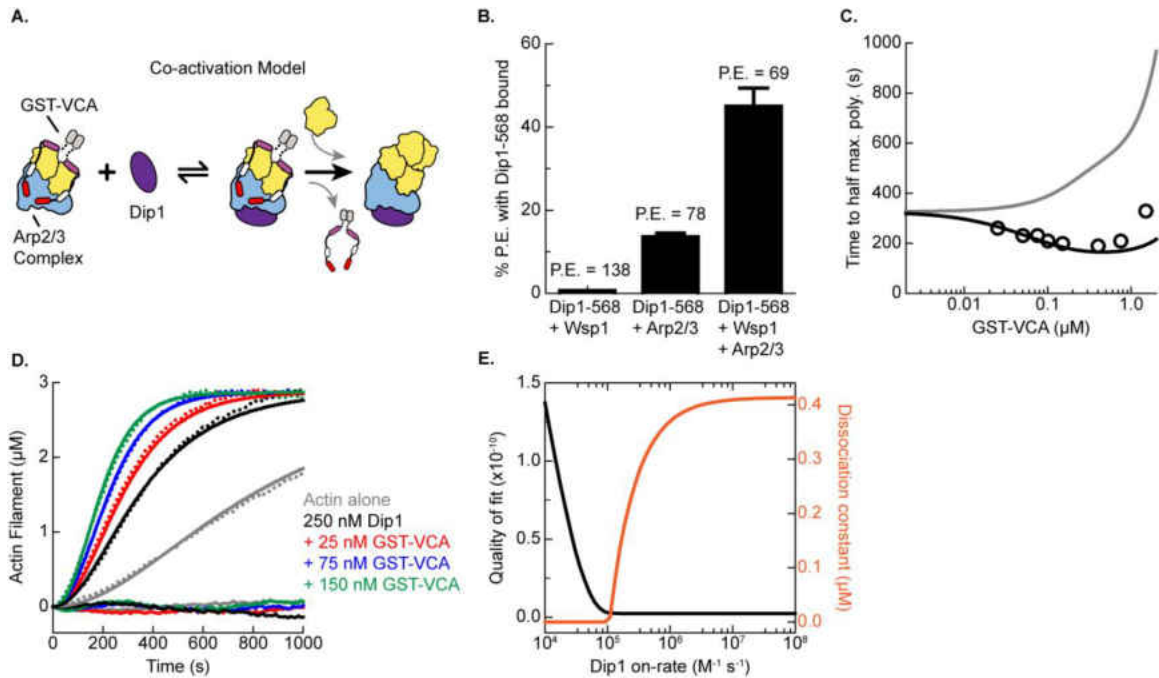 A.
Co-activation Model
GST-VCA
Dip1
Arp2/3
Complex
B.
% P.E. with Dip1-568 bound
60
40
20
0
P.E. = 138
P.E. = 78
P.E. = 69
Dip1-568
+ Wsp1
Dip1-568
+ Arp2/3
Dip1-568
+ Wsp1
+ Arp2/3
C.
Time to half max. poly. (s)
1000
800
600
400
200
0
0.01
0.1
1.0
GST-VCA (µM)
D.
Actin Filament (µM)
3
2
1
0
0
200
400
600
800
1000
Time (s)
Actin alone
250 nM Dip1
+ 25 nM GST-VCA
+ 75 nM GST-VCA
+ 150 nM GST-VCA
E.
Quality of fit (x10⁻¹⁰)
1.5
1.0
0.5
0.0
10⁴
10⁵
10⁶
10⁷
10⁸
Dip1 on-rate (M⁻¹ s⁻¹)
0.4
0.3
0.2
0.1
0.0
Dissociation constant (µM)